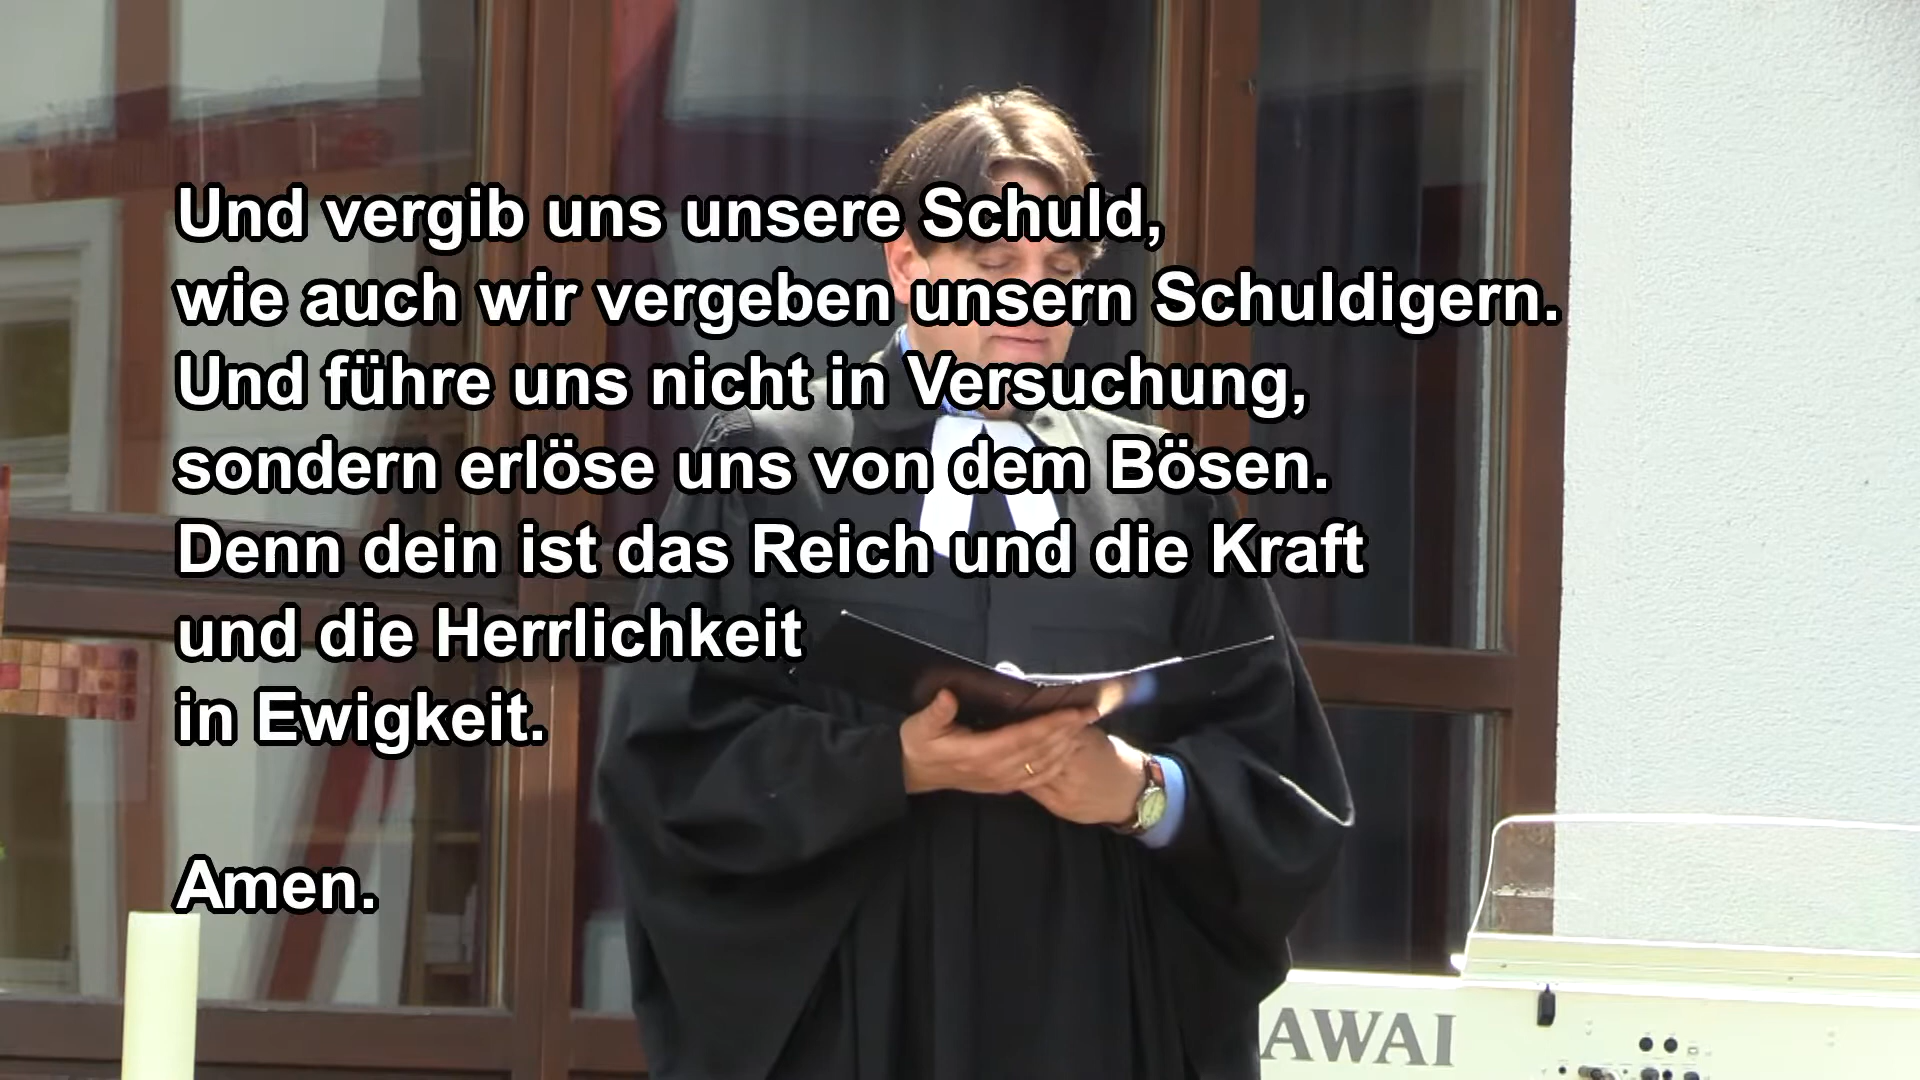 Und vergib uns unsere Schuld,
wie auch wir vergeben unsern Schuldigern.
Und führe uns nicht in Versuchung,
sondern erlöse uns von dem Bösen.
Denn dein ist das Reich und die Kraft
und die Herrlichkeit
in Ewigkeit.
Amen.
AWAI